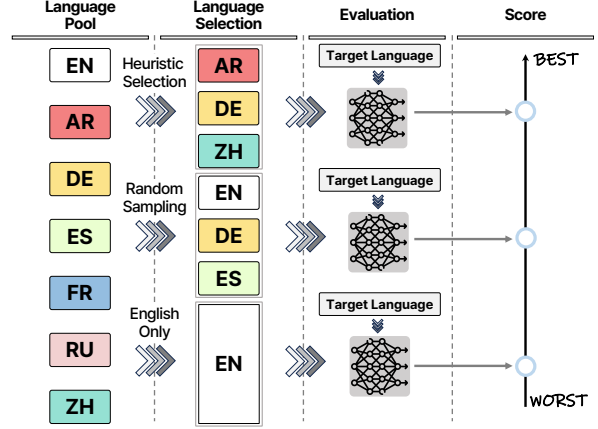 Language
Pool
Language
Selection
Evaluation
Score
EN
AR
DE
ES
FR
RU
ZH
Heuristic
Selection
Random
Sampling
English
Only
AR
DE
ZH
EN
DE
ES
EN
Target Language
Target Language
Target Language
BEST
WORST